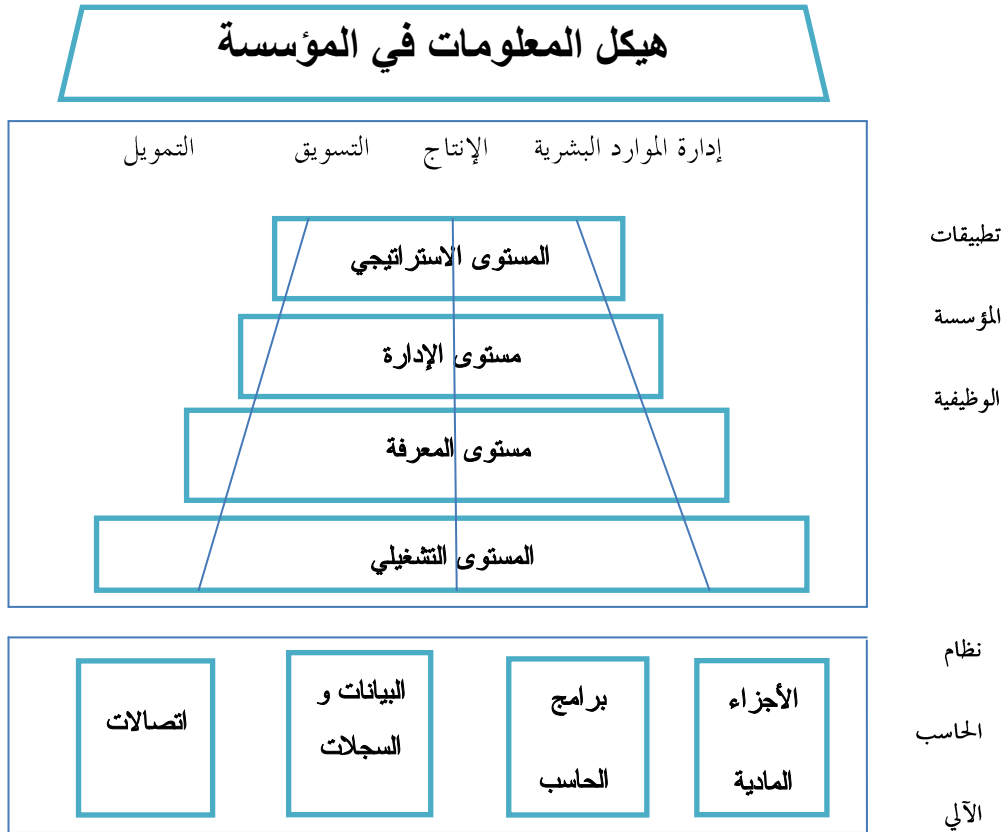 هيكل المعلومات في المؤسسة
إدارة الموارد البشرية الإنتاج التسويق التمويل
تطبيقات
المؤسسة
الوظيفية
المستوى الاستراتيجي
مستوى الإدارة
مستوى المعرفة
المستوى التشغيلي
نظام
الحاسب
الآلي
الأجزاء
المادية
برامج
الحاسب
البيانات و
السجلات
اتصالات